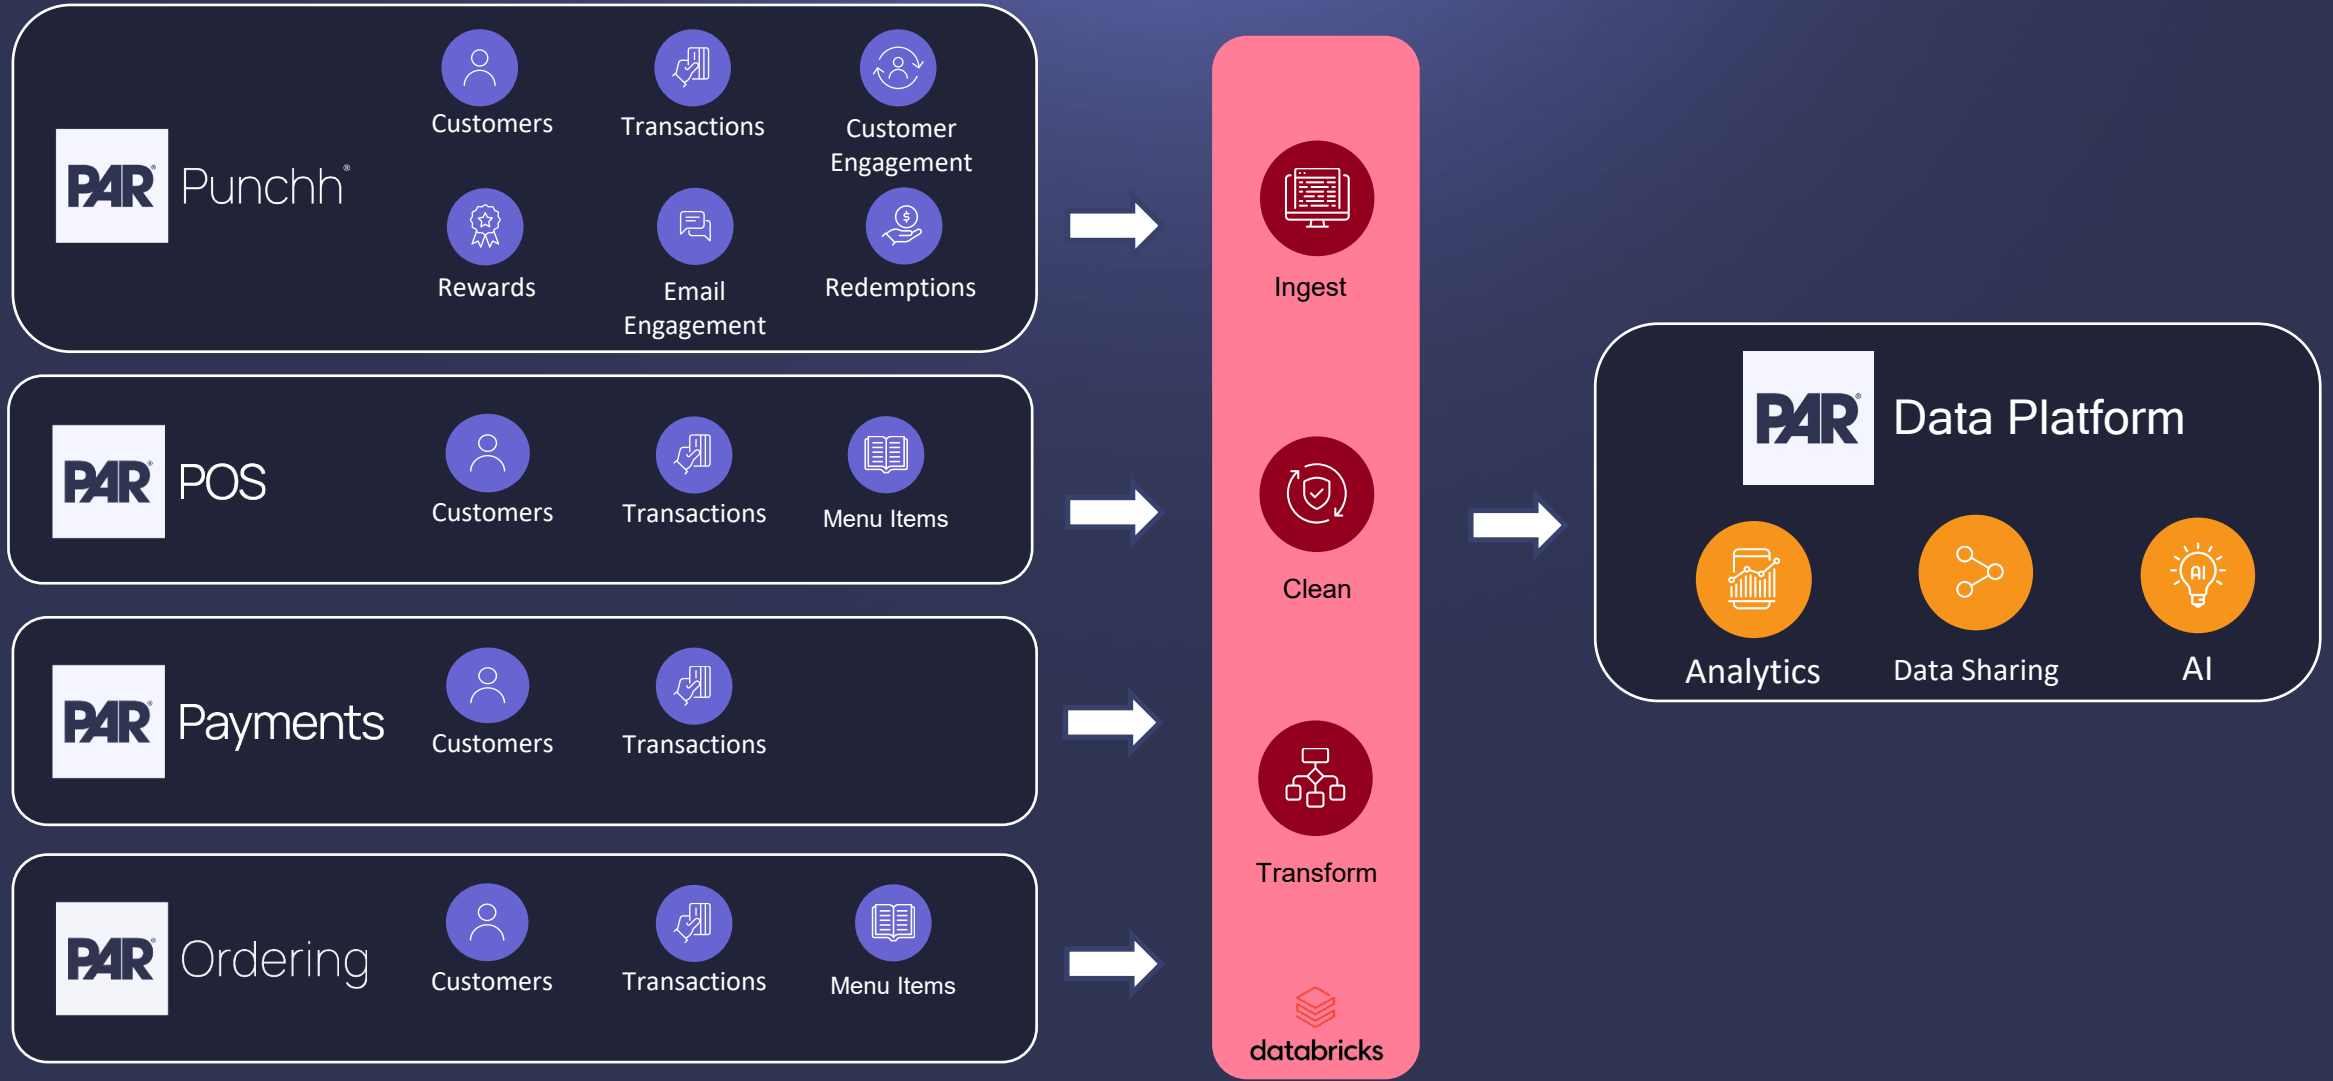 PAR® Punchh®
Customers
Transactions
Customer
Engagement
Rewards
Email
Engagement
Redemptions
PAR® POS
Customers
Transactions
Menu Items
PAR® Payments
Customers
Transactions
PAR® Ordering
Customers
Transactions
Menu Items
Ingest
Clean
Transform
databricks
PAR® Data Platform
AI
Analytics
Data Sharing
AI